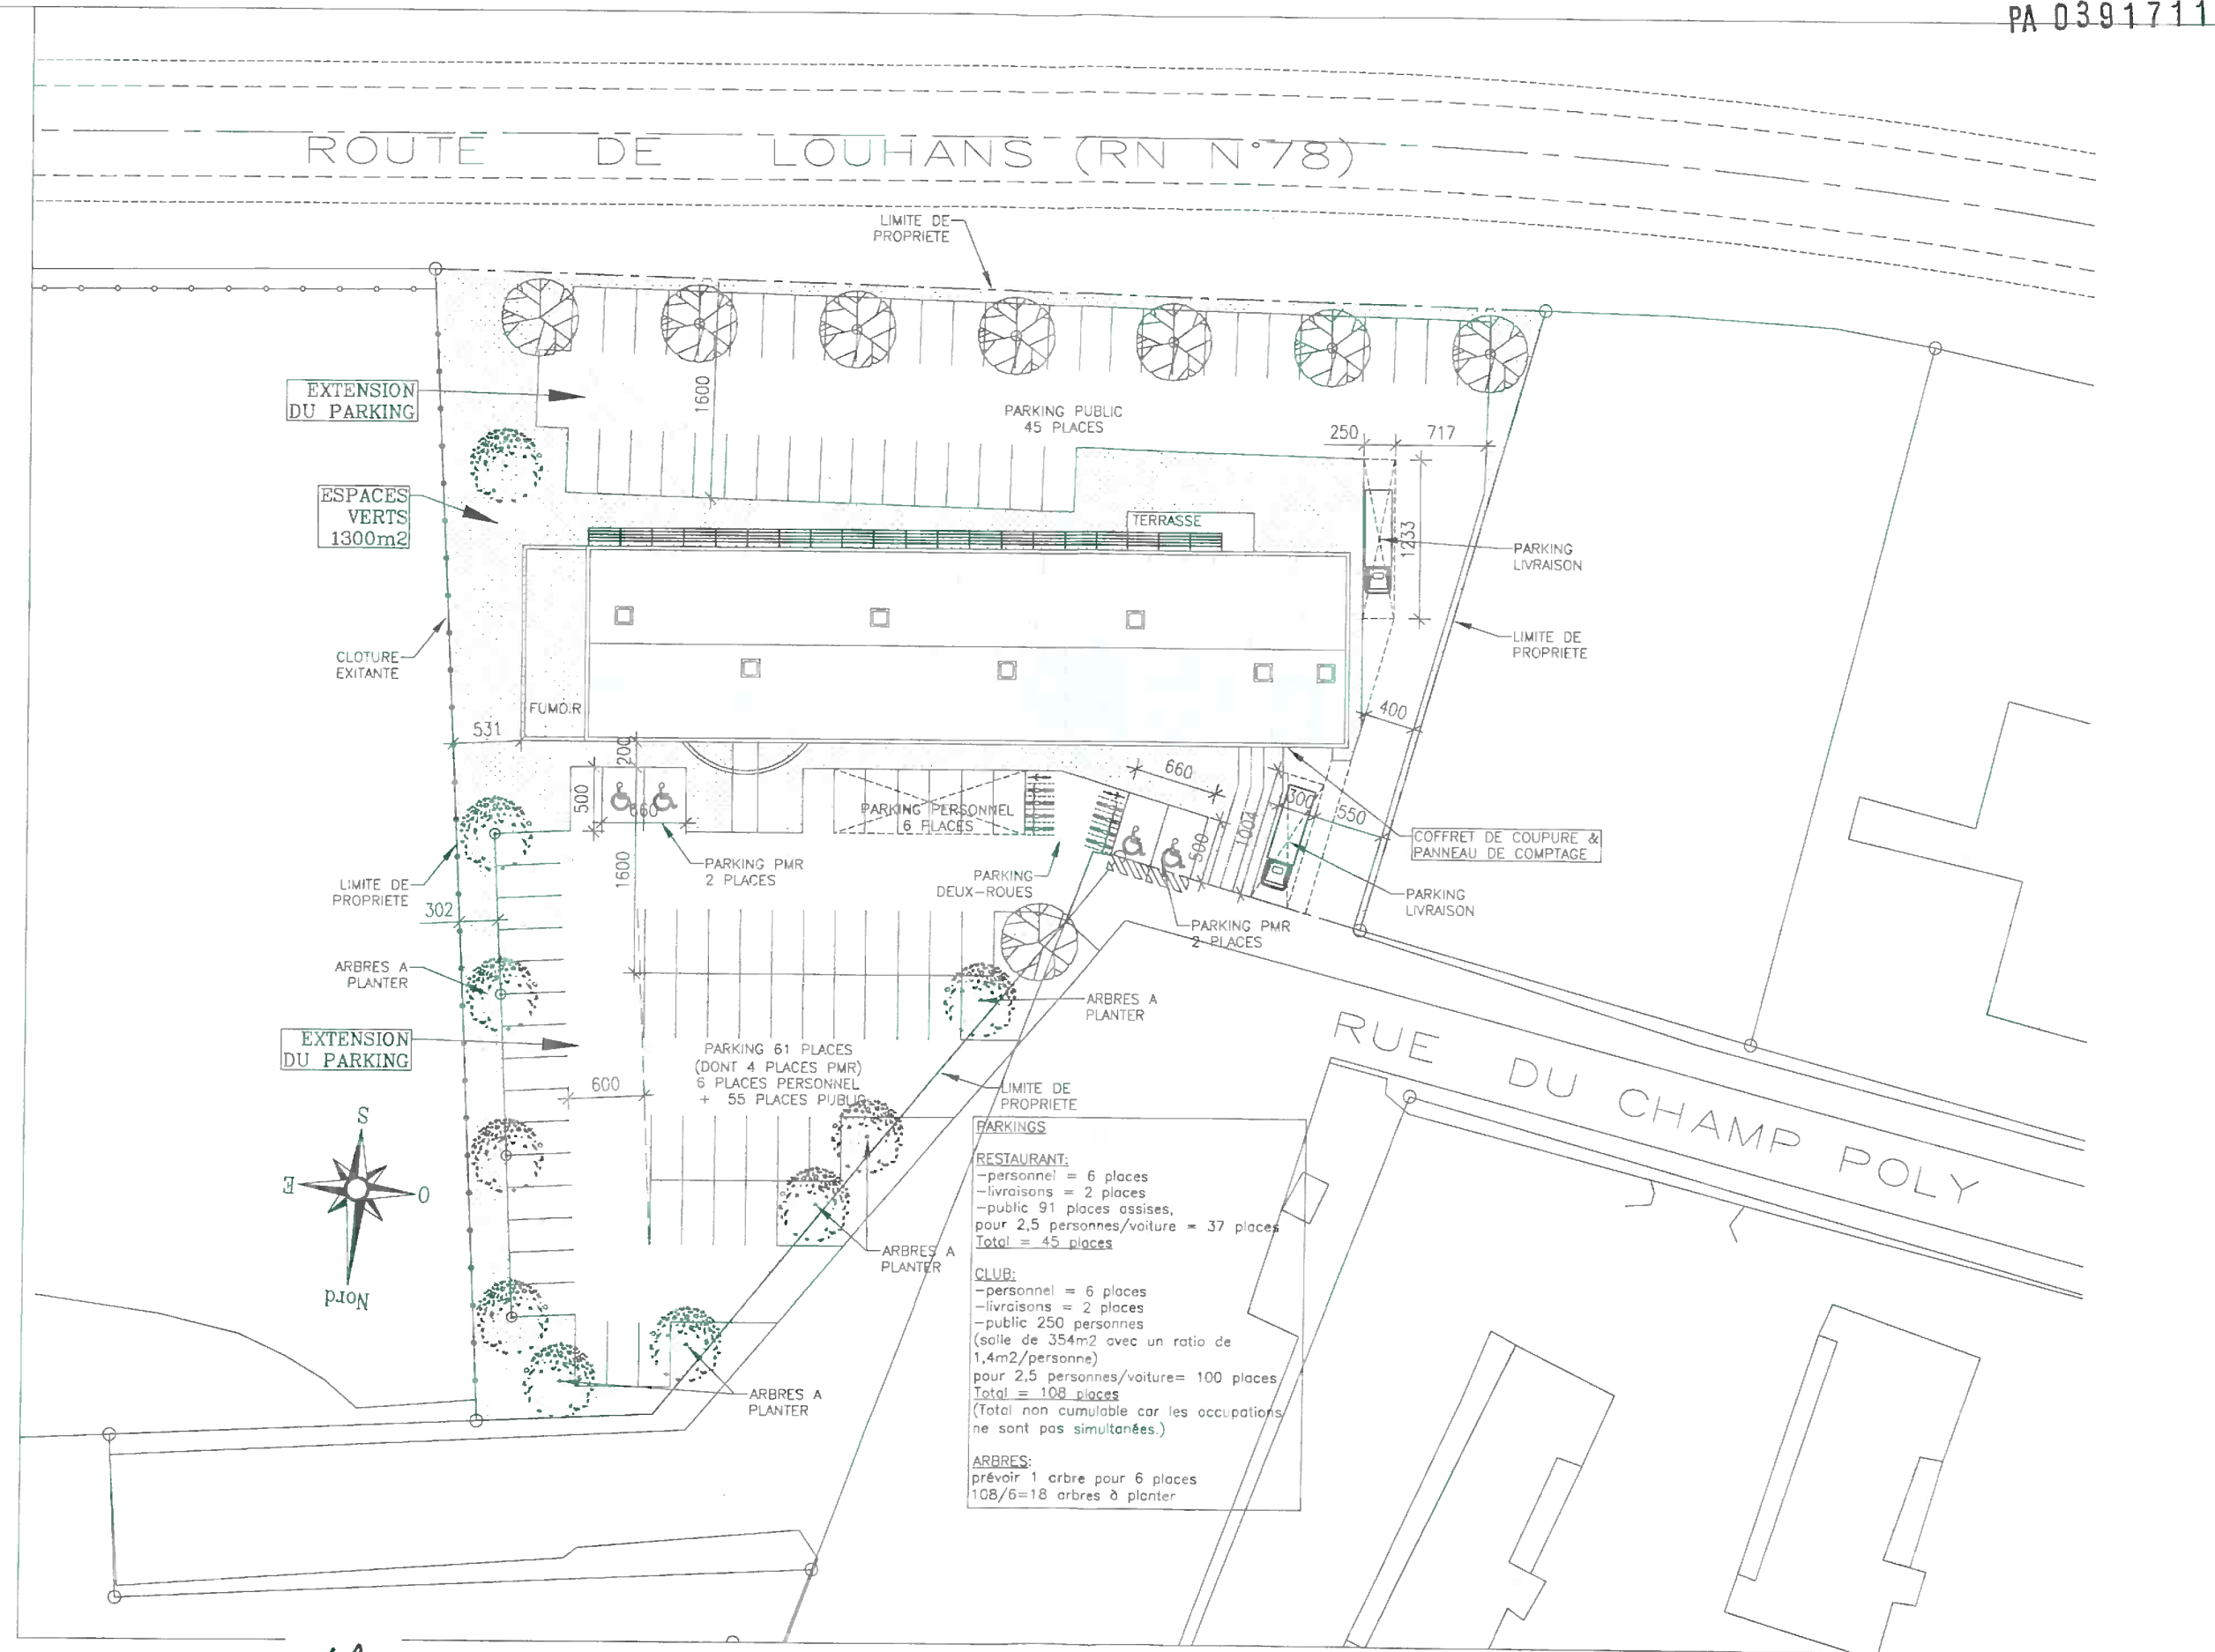 PA 0391711
ROUTE DE LOUHANS (RN N°78)
LIMITE DE
PROPRIETE
EXTENSION
DU PARKING
1600
PARKING PUBLIC
45 PLACES
250
717
ESPACES
VERTS
1300m2
TERRASSE
1233
PARKING
LIVRAISON
CLOTURE
EXITANTE
LIMITE DE
PROPRIETE
FUMOIR
531
400
200
500
660
660
PARKING PERSONNEL
6 PLACES
300
550
1004
500
COFFRET DE COUPURE &
PANNEAU DE COMPTAGE
PARKING PMR
2 PLACES
1600
PARKING
DEUX-ROUES
LIMITE DE
PROPRIETE
302
PARKING
LIVRAISON
PARKING PMR
2 PLACES
ARBRES A
PLANTER
ARBRES A
PLANTER
EXTENSION
DU PARKING
PARKING 61 PLACES
(DONT 4 PLACES PMR)
6 PLACES PERSONNEL
+ 55 PLACES PUBLIC
600
LIMITE DE
PROPRIETE
RUE DU CHAMP POLY
S
E
O
Nord
ARBRES A
PLANTER
ARBRES A
PLANTER
PARKINGS
RESTAURANT:
-personnel = 6 places
-livraisons = 2 places
-public 91 places assises,
pour 2,5 personnes/voiture = 37 places
Total = 45 places
CLUB:
-personnel = 6 places
-livraisons = 2 places
-public 250 personnes
(salle de 354m2 avec un ratio de
1,4m2/personne)
pour 2,5 personnes/voiture= 100 places
Total = 108 places
(Total non cumulable car les occupations
ne sont pas simultanées.)
ARBRES:
prévoir 1 arbre pour 6 places
108/6=18 arbres à planter